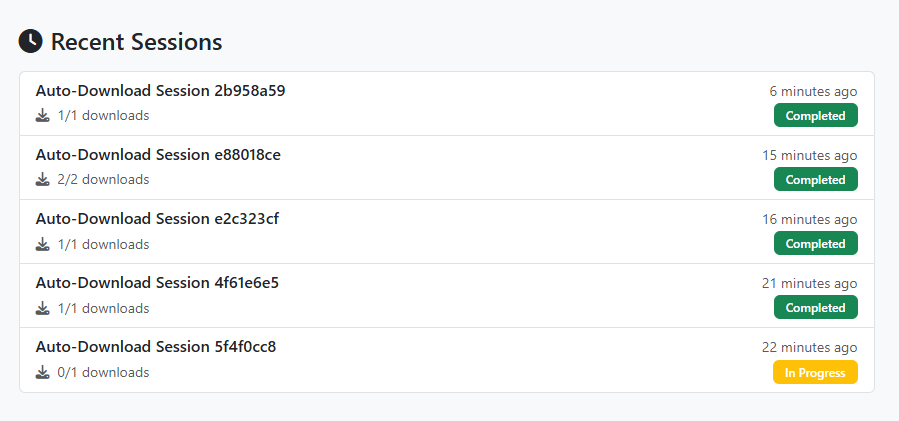 Recent Sessions
Auto-Download Session 2b958a59
6 minutes ago
1/1 downloads
Completed
Auto-Download Session e88018ce
15 minutes ago
2/2 downloads
Completed
Auto-Download Session e2c323cf
16 minutes ago
1/1 downloads
Completed
Auto-Download Session 4f61e6e5
21 minutes ago
1/1 downloads
Completed
Auto-Download Session 5f4f0cc8
22 minutes ago
0/1 downloads
In Progress